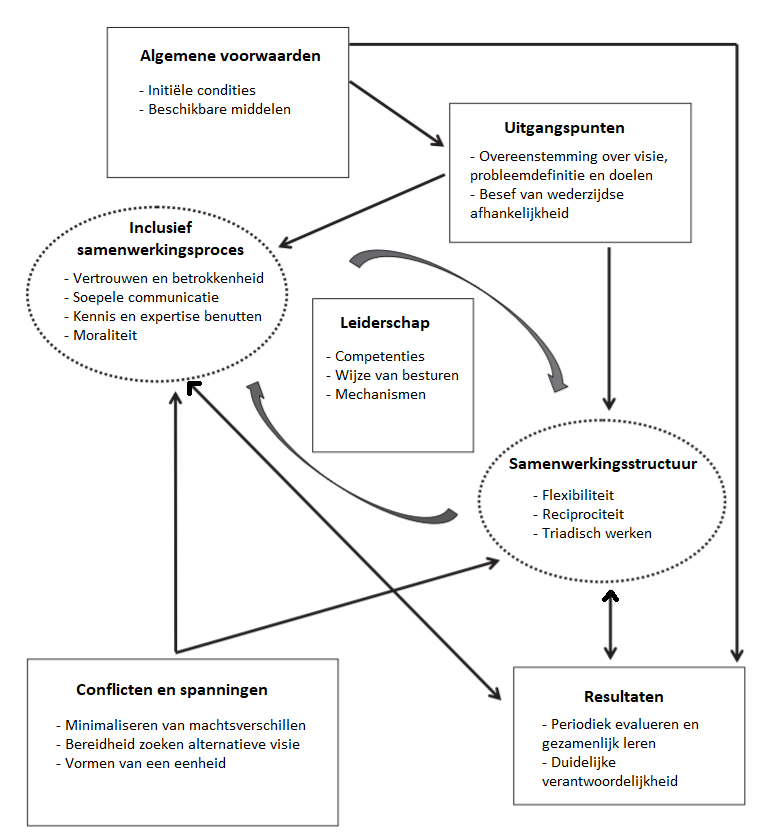 Algemene voorwaarden
- Initiële condities
- Beschikbare middelen
Uitgangspunten
- Overeenstemming over visie,
probleemdefinitie en doelen
- Besef van wederzijdse
afhankelijkheid
Inclusief
samenwerkingsproces
- Vertrouwen en betrokkenheid
- Soepele communicatie
- Kennis en expertise benutten
- Moraliteit
Leiderschap
- Competenties
- Wijze van besturen
- Mechanismen
Samenwerkingsstructuur
- Flexibiliteit
- Reciprociteit
- Triadisch werken
Conflicten en spanningen
- Minimaliseren van machtsverschillen
- Bereidheid zoeken alternatieve visie
- Vormen van een eenheid
Resultaten
- Periodiek evalueren en
gezamenlijk leren
- Duidelijke
verantwoordelijkheid